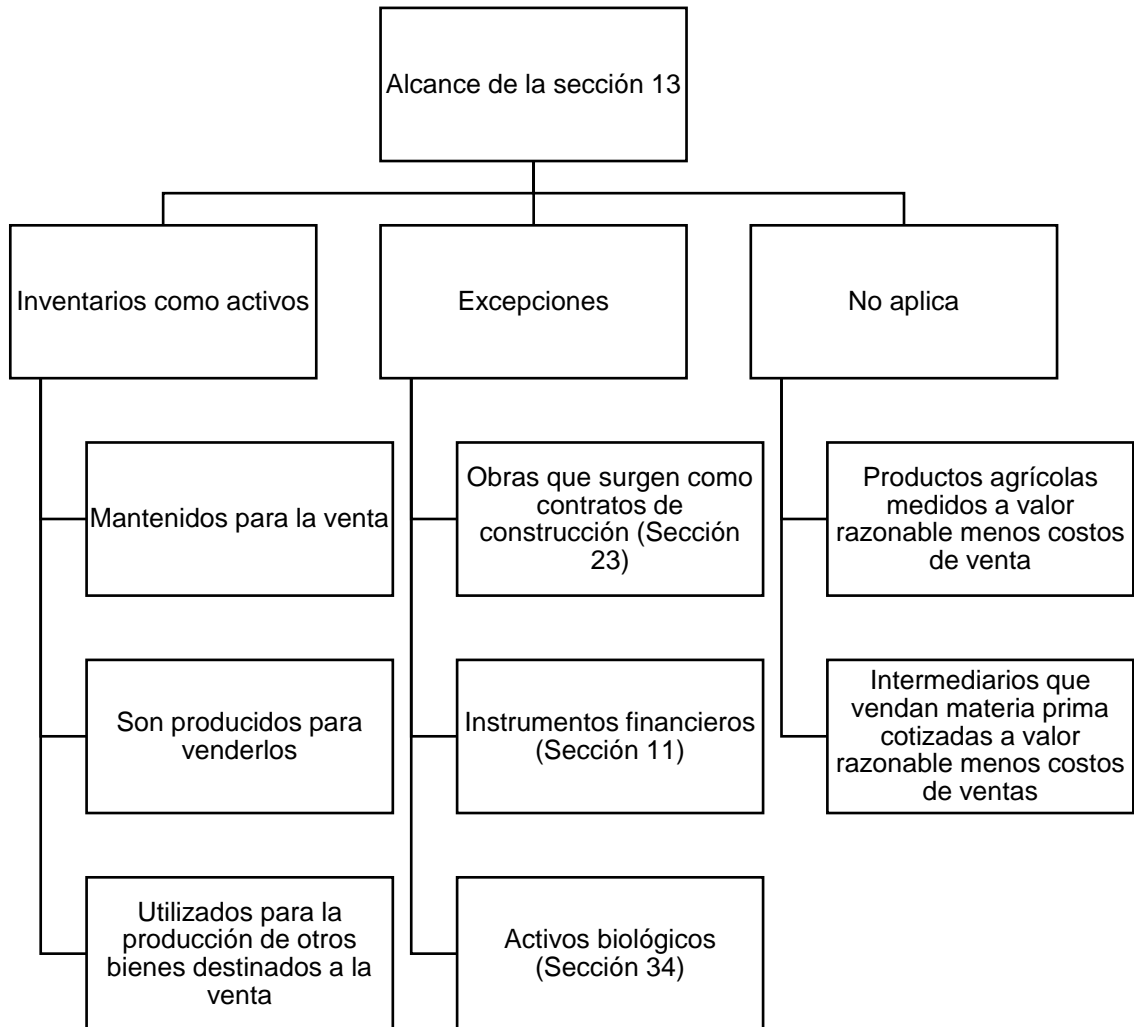 Alcance de la sección 13
Inventarios como activos
Excepciones
No aplica
Mantenidos para la venta
Son producidos para
venderlos
Utilizados para la
producción de otros
bienes destinados a la
venta
Obras que surgen como
contratos de
construcción (Sección
23)
Instrumentos financieros
(Sección 11)
Activos biológicos
(Sección 34)
Productos agrícolas
medidos a valor
razonable menos costos
de venta
Intermediarios que
vendan materia prima
cotizadas a valor
razonable menos costos
de ventas